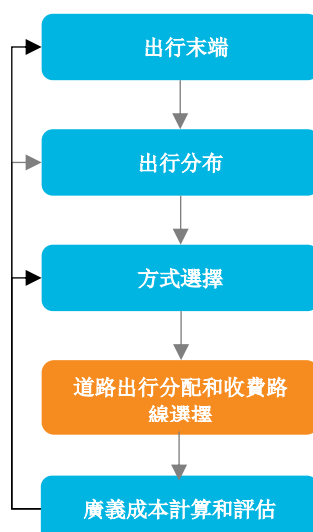 出行末端
出行分布
方式選擇
道路出行分配和收費路
線選擇
廣義成本計算和評估